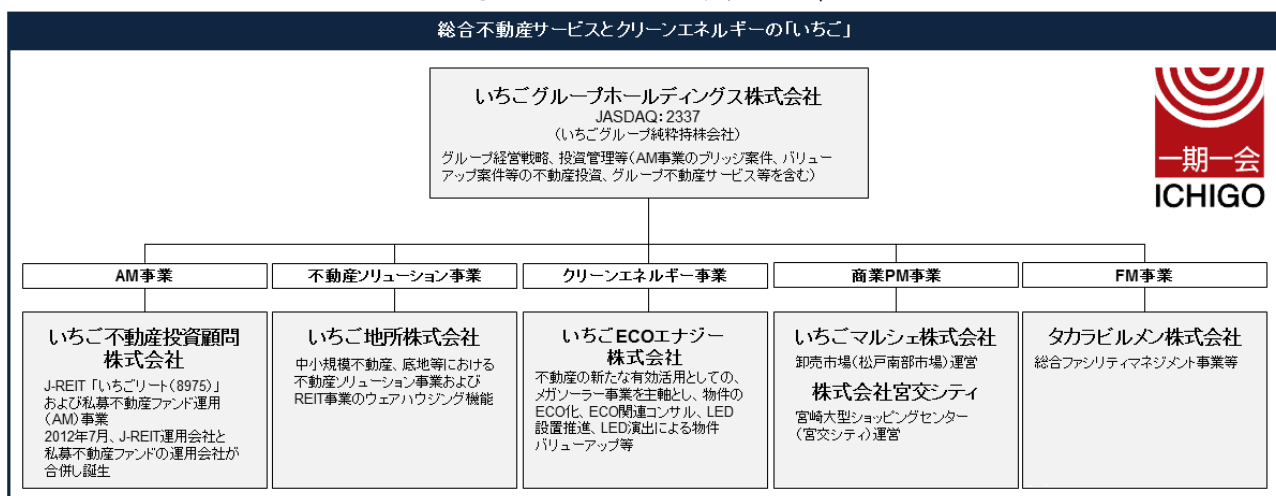 総合不動産サービスとクリーンエネルギーの「いちご」
いちごグループホールディングス株式会社
JASDAQ：2337
（いちごグループ純粋持株会社）
グループ経営戦略、投資管理等（AM事業のブリッジ案件、バリュー
アップ案件等の不動産投資、グループ不動産サービス等を含む）
一期一会
ICHIGO
AM事業
不動産ソリューション事業
クリーンエネルギー事業
商業PM事業
FM事業
いちご不動産投資顧問
株式会社
J-REIT「いちごリート（8975）」
および私募不動産ファンド運用
（AM）事業
2012年7月、J-REIT運用会社と
私募不動産ファンドの運用会社が
合併し誕生
いちご地所株式会社
中小規模不動産、底地等における
不動産ソリューション事業および
REIT事業のウェアハウジング機能
いちごECOエナジー
株式会社
不動産の新たな有効活用としての、
メガソーラー事業を主軸とし、物件の
ECO化、ECO関連コンサル、LED
設置推進、LED演出による物件
バリューアップ等
いちごマルシェ株式会社
卸売市場（松戸南部市場）運営
株式会社宮交シティ
宮崎大型ショッピングセンター
（宮交シティ）運営
タカラビルメン株式会社
総合ファシリティマネジメント事業等